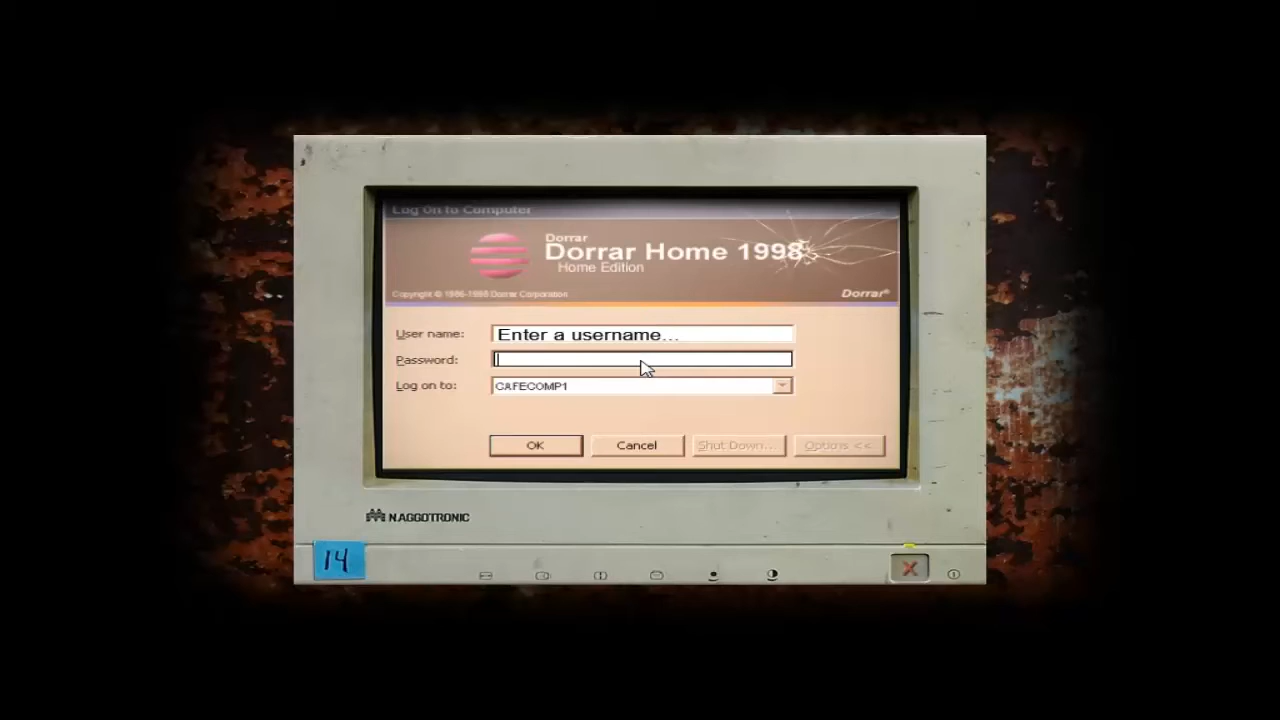 Log On to Computer
Dorrar
Dorrar Home 1998
Home Edition
Copyright © 1986-1998 Dorrar Corporation
Dorrar®
User name: Enter a username...
Password:
Log on to: CAFECOMP1
OK Cancel Shut Down... Options <<
NAGGOTRONIC
14